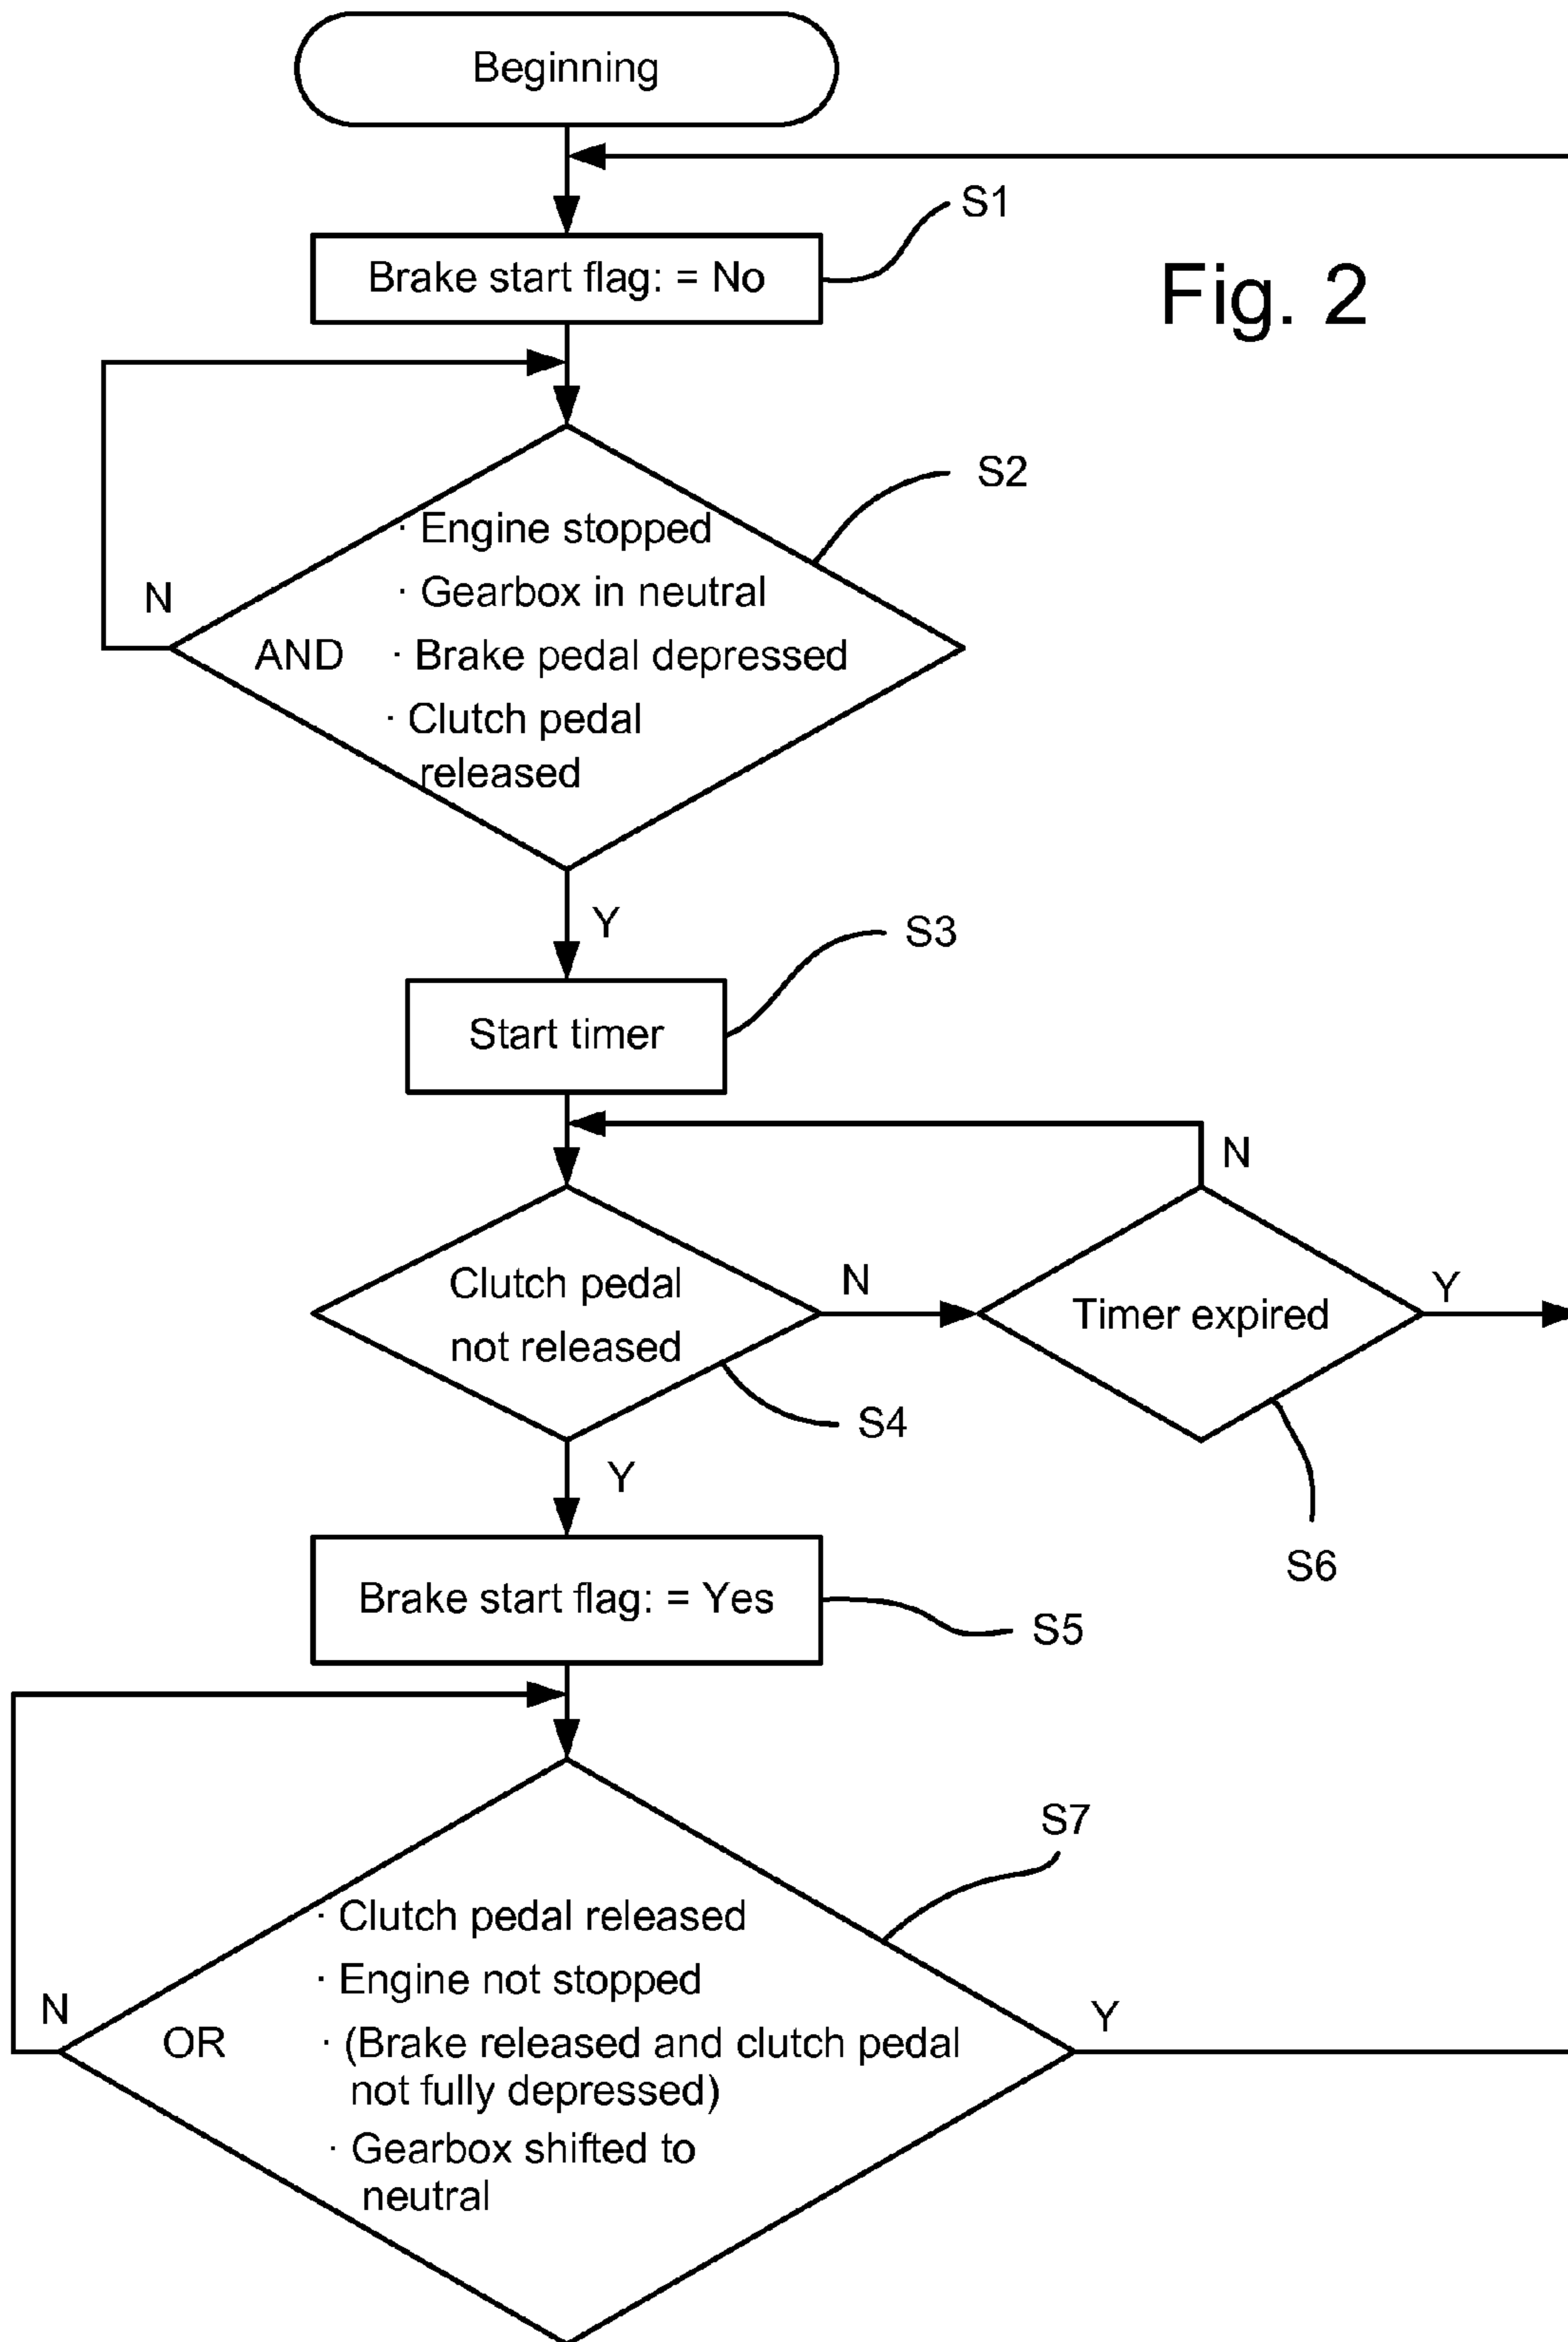 Beginning
S1
Brake start flag: = No
Fig. 2
S2
· Engine stopped
· Gearbox in neutral
N
AND · Brake pedal depressed
· Clutch pedal
released
Y
S3
Start timer
N
Clutch pedal
not released
N
Timer expired
Y
S4
Y
S6
Brake start flag: = Yes
S5
S7
· Clutch pedal released
· Engine not stopped
N
OR · (Brake released and clutch pedal
not fully depressed)
Y
· Gearbox shifted to
neutral